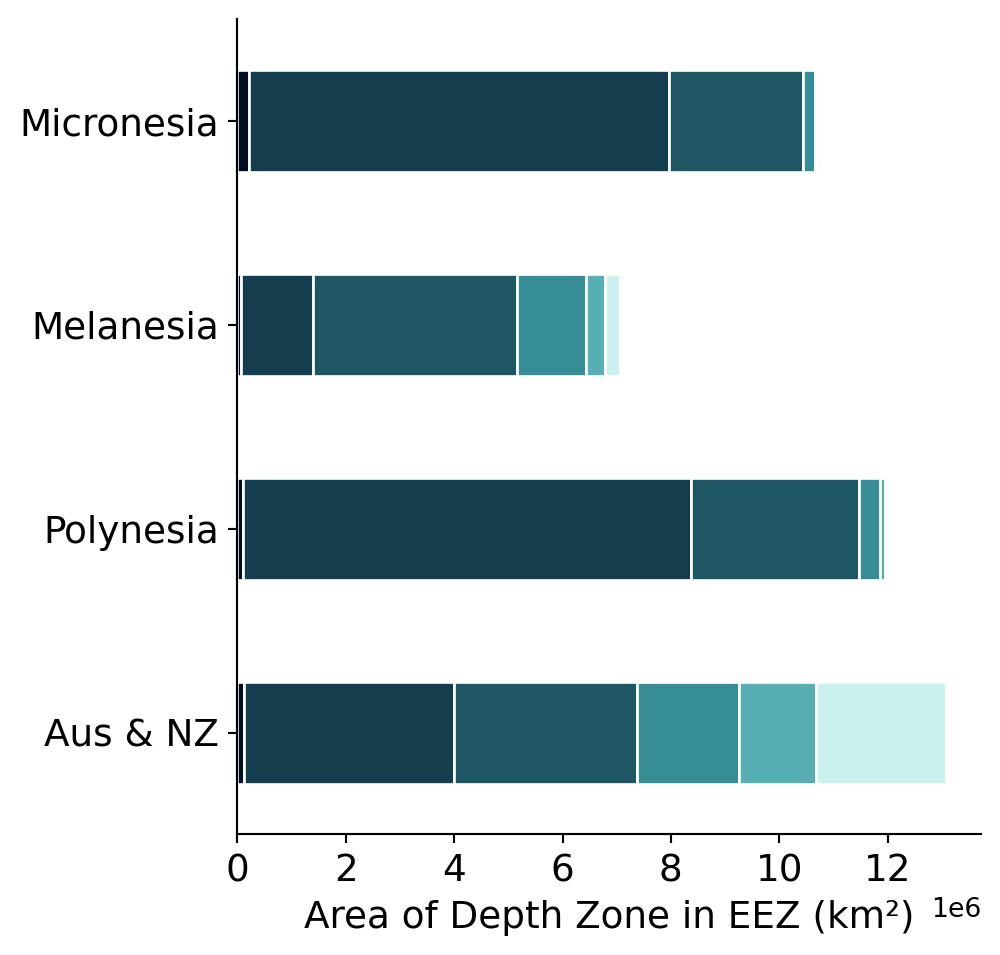 Micronesia
Melanesia
Polynesia
Aus & NZ
0 2 4 6 8 10 12
Area of Depth Zone in EEZ (km²) 1e6